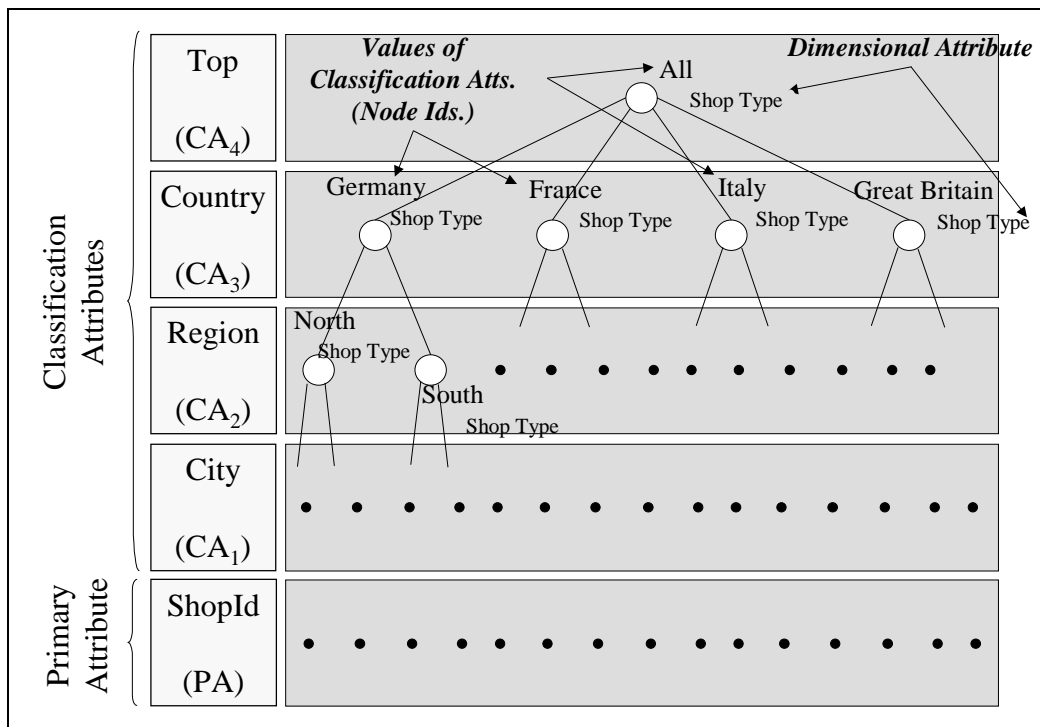 Top
(CA4)
Values of
Classification Atts.
(Node Ids.)
Dimensional Attribute
All
Shop Type
Country
(CA3)
Germany
France
Italy
Great Britain
Shop Type
Shop Type
Shop Type
Shop Type
Classification
Attributes
Region
(CA2)
North
Shop Type
South
Shop Type
City
(CA1)
Primary
Attribute
ShopId
(PA)